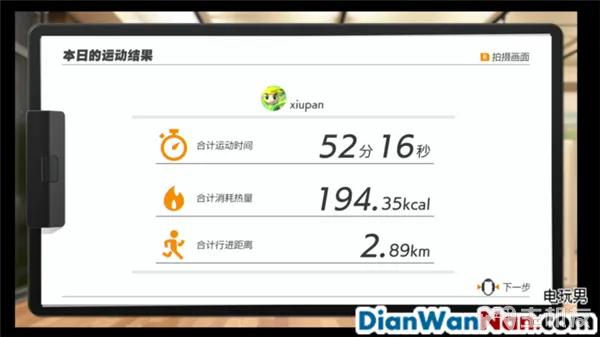 本日的运动结果
R 拍摄画面
xiupan
合计运动时间 52分16秒
合计消耗热量 194.35kcal
合计行进距离 2.89km
下一步
电玩男
DianWanNan.com